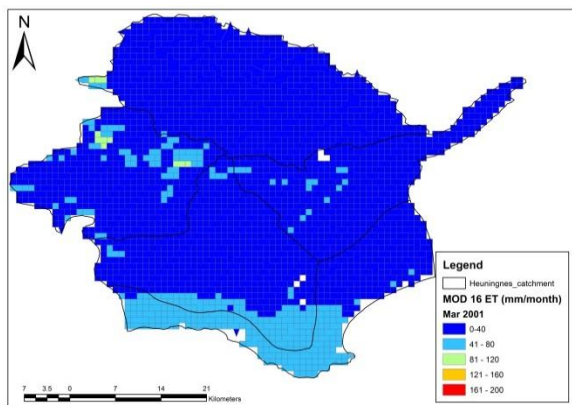 N
Legend
Heuningnes_catchment
MOD 16 ET (mm/month)
Mar 2001
0-40
41 - 80
81 - 120
121 - 160
161 - 200
7 3.5 0 7 14 21
Kilometers